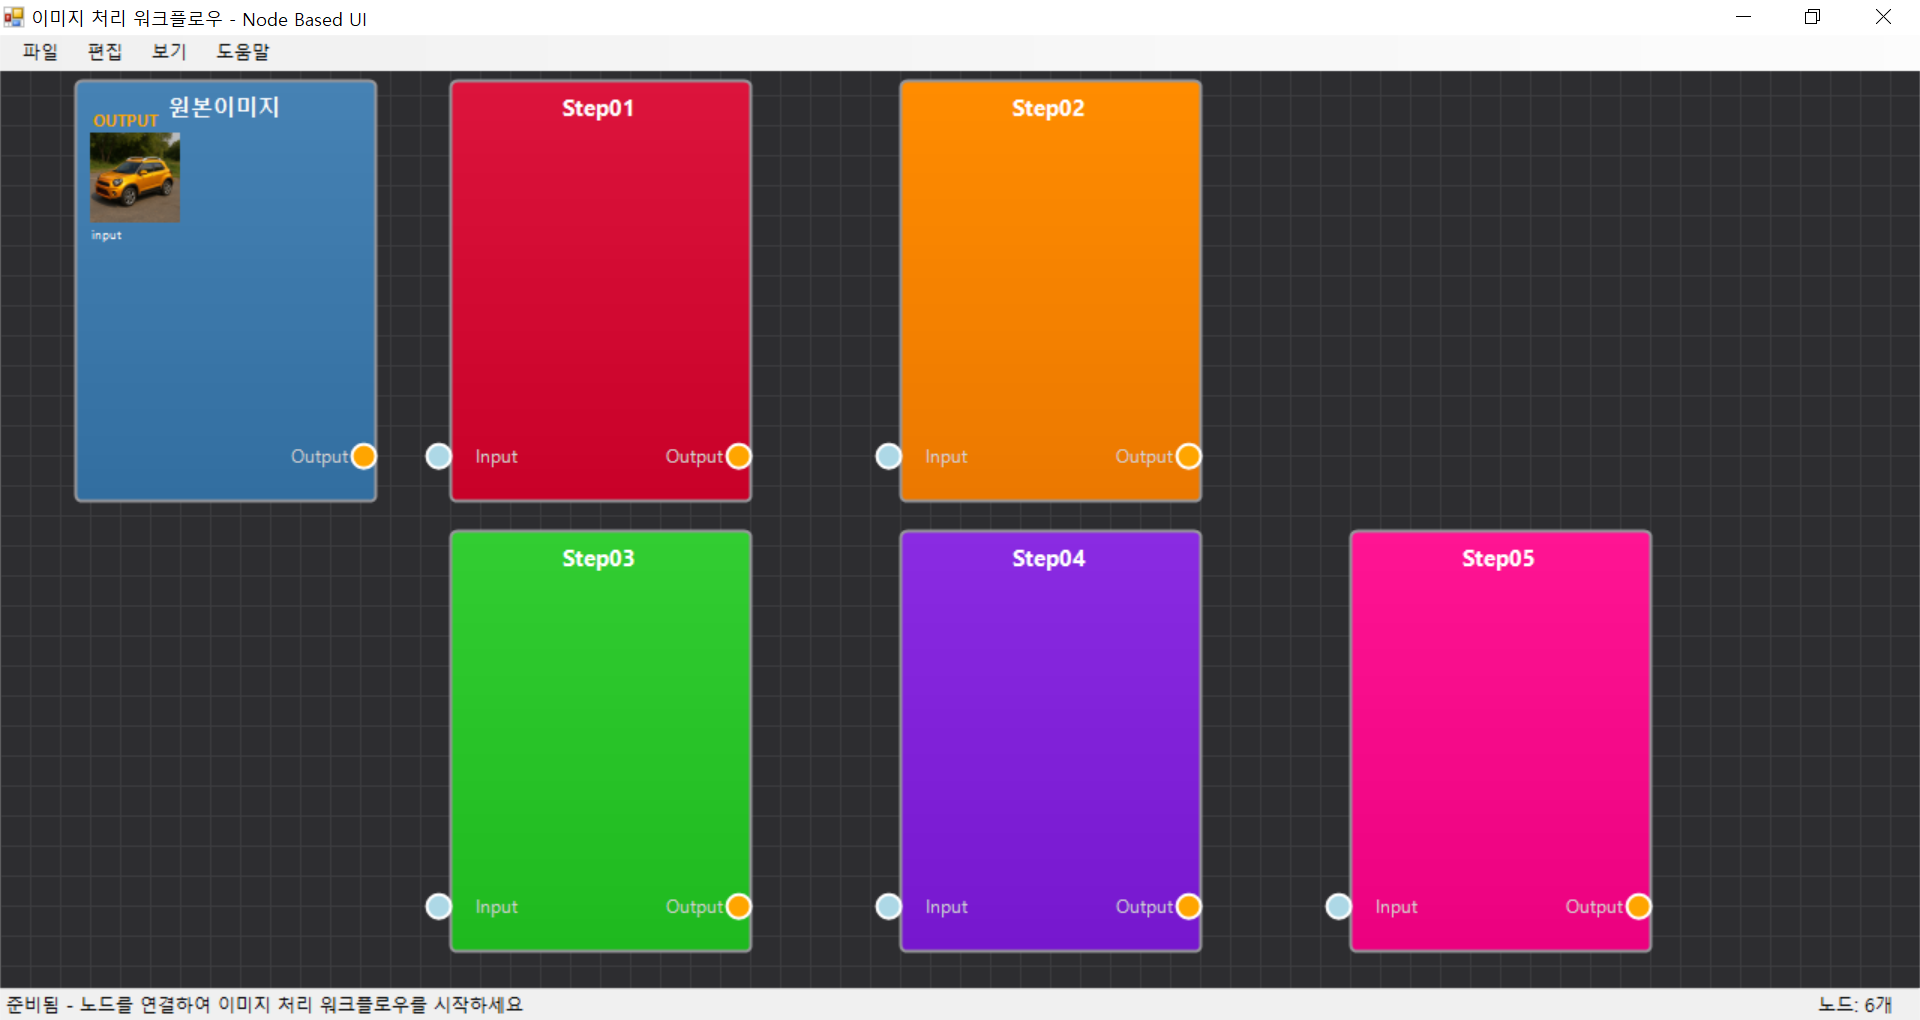 이미지 처리 워크플로우 - Node Based UI
파일 편집 보기 도움말
원본이미지
OUTPUT
input
Output
Step01
Input Output
Step02
Input Output
Step03
Input Output
Step04
Input Output
Step05
Input Output
준비됨 - 노드를 연결하여 이미지 처리 워크플로우를 시작하세요
노드: 6개